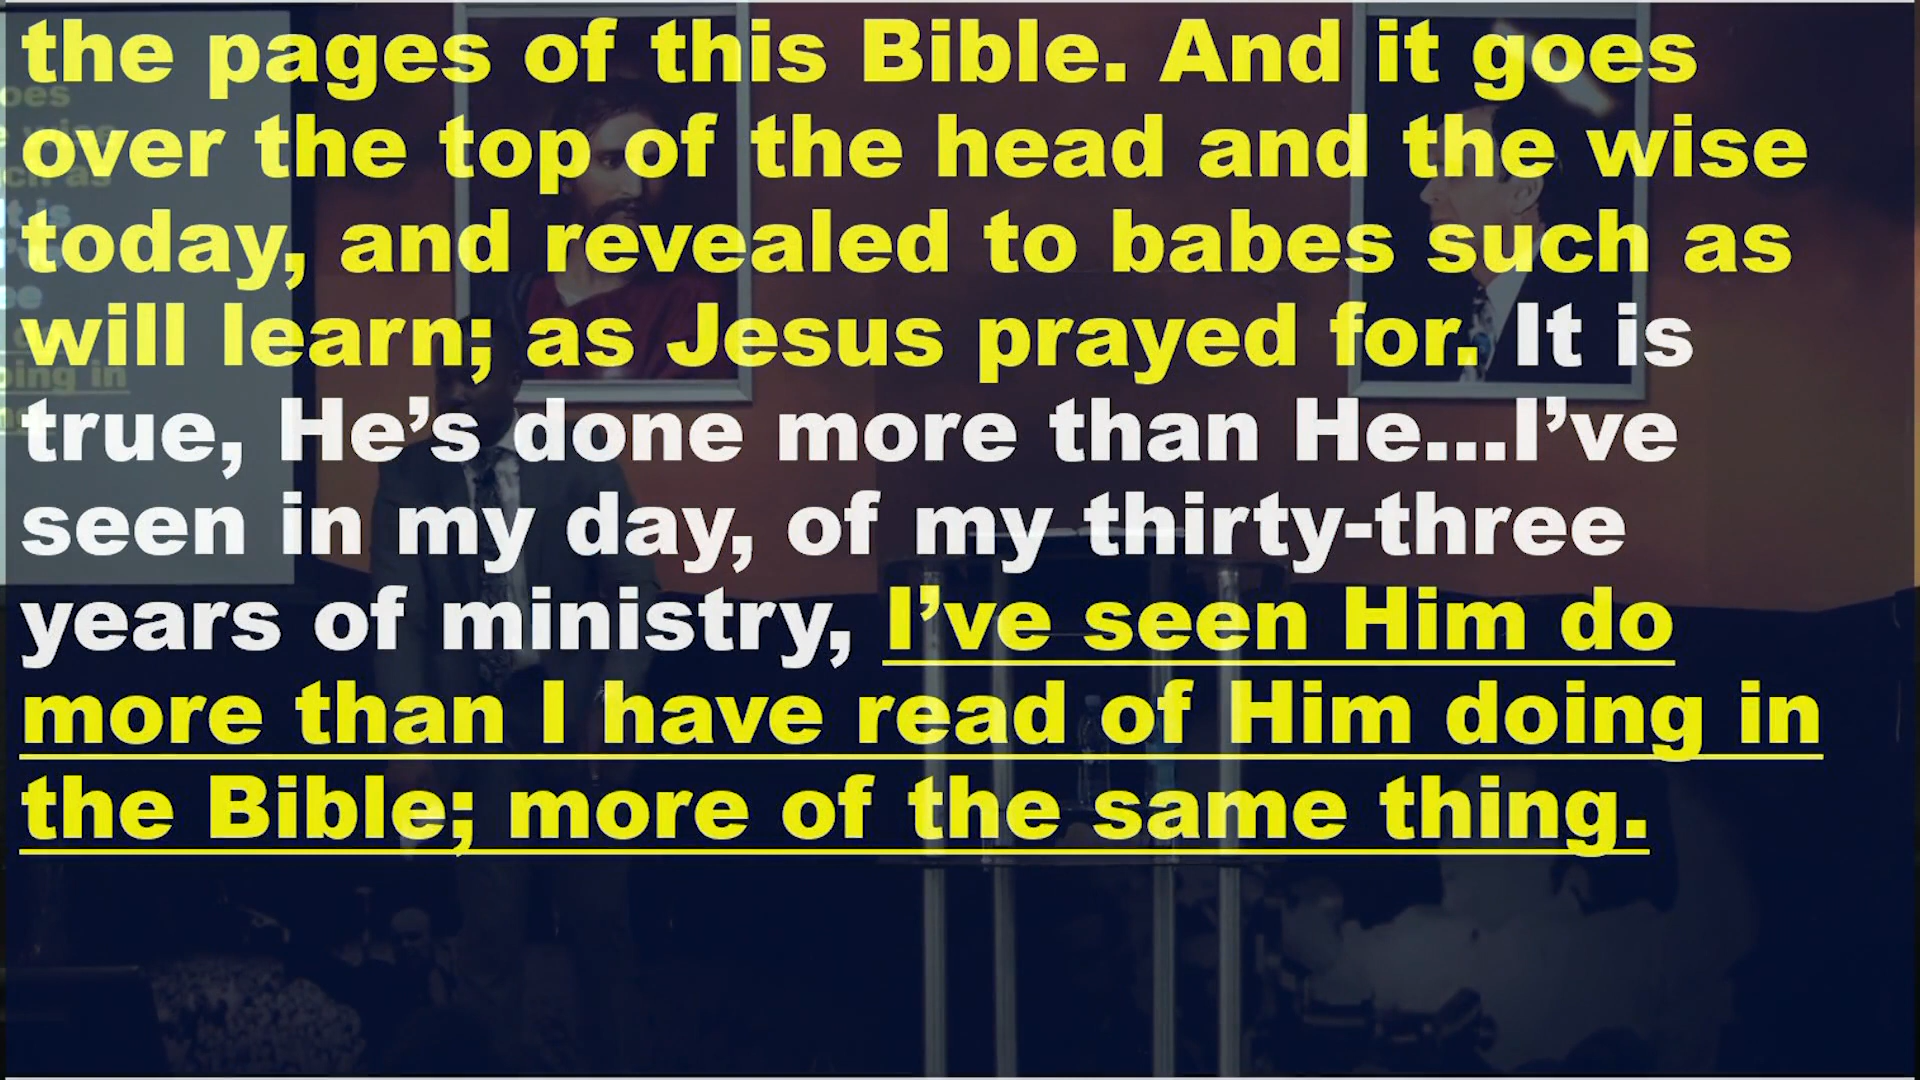 the pages of this Bible. And it goes
over the top of the head and the wise
today, and revealed to babes such as
will learn; as Jesus prayed for. It is
true, He’s done more than He...I’ve
seen in my day, of my thirty-three
years of ministry, I’ve seen Him do
more than I have read of Him doing in
the Bible; more of the same thing.